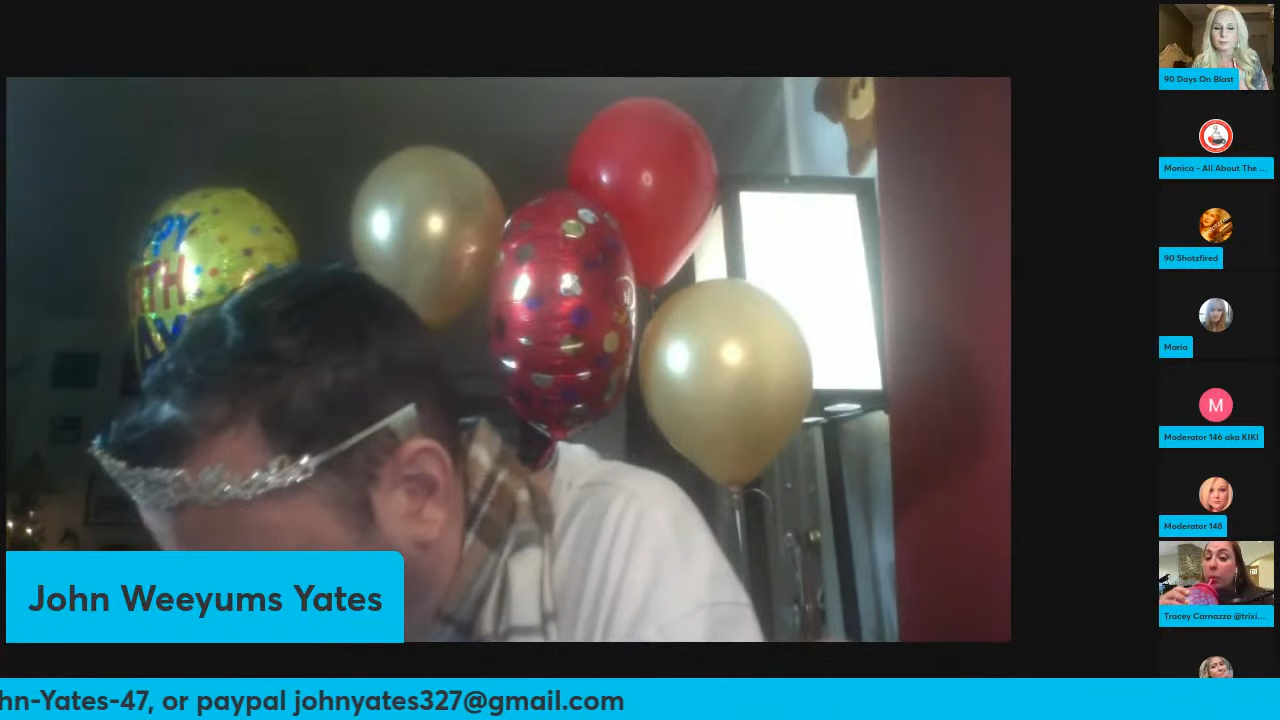 90 Days On Blast
Monica - All About The ...
90 Shotzfired
Maria
M
Moderator 146 aka KIKI
Moderator 148
Tracey Carnazzo @trixi...
John Weeyums Yates
hn-Yates-47, or paypal johnyates327@gmail.com